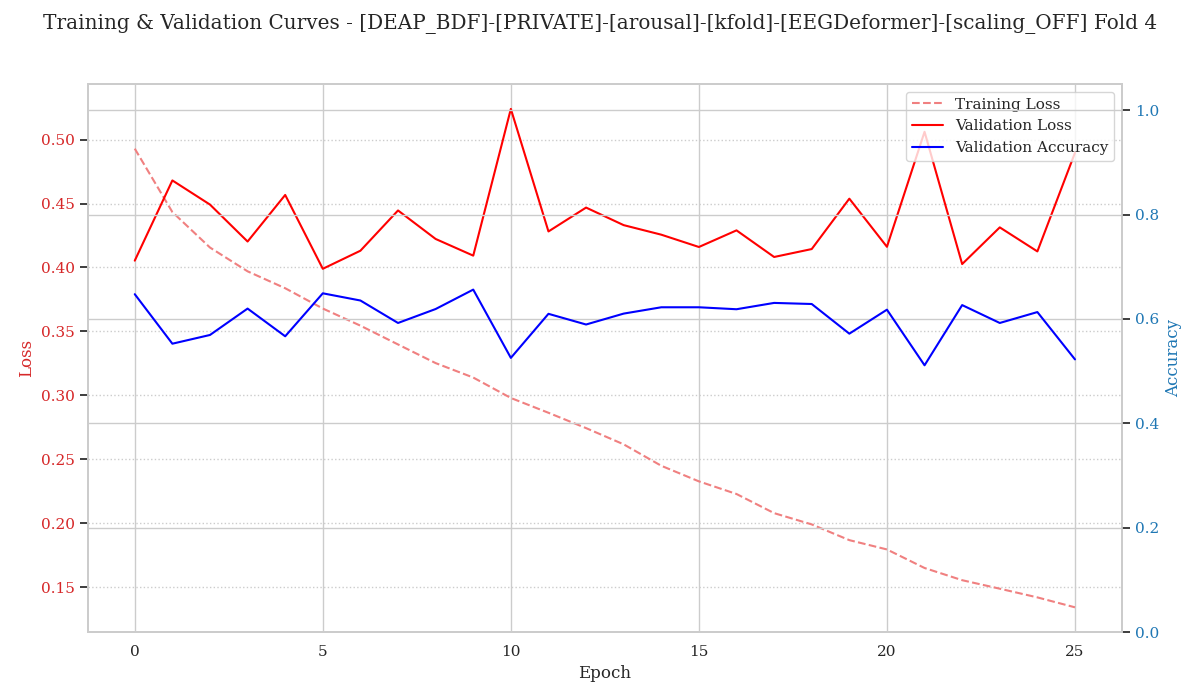 Training & Validation Curves - [DEAP_BDF]-[PRIVATE]-[arousal]-[kfold]-[EEGDeformer]-[scaling_OFF] Fold 4
Training Loss
Validation Loss
Validation Accuracy
0.50
0.45
0.40
0.35
0.30
0.25
0.20
0.15
Loss
1.0
0.8
0.6
0.4
0.2
0.0
Accuracy
0 5 10 15 20 25
Epoch